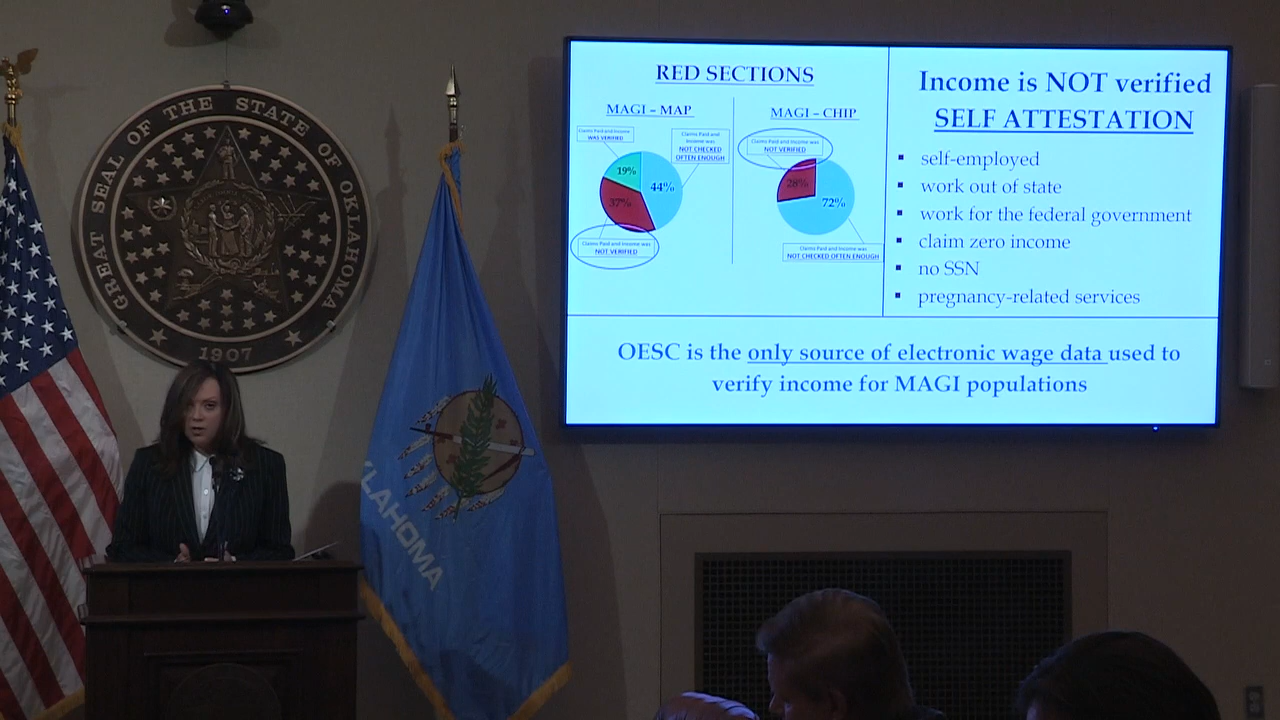 GREAT SEAL OF THE STATE OF OKLAHOMA
1907
KLAHOMA
RED SECTIONS
MAGI – MAP
Claims Paid and Income
WAS VERIFIED
Claims Paid and
Income was
NOT CHECKED
OFTEN ENOUGH
19%
44%
37%
Claims Paid and Income was
NOT VERIFIED
MAGI – CHIP
Claims Paid and Income was
NOT VERIFIED
28%
72%
Claims Paid and Income was
NOT CHECKED OFTEN ENOUGH
Income is NOT verified
SELF ATTESTATION
▪ self-employed
▪ work out of state
▪ work for the federal government
▪ claim zero income
▪ no SSN
▪ pregnancy-related services
OESC is the only source of electronic wage data used to
verify income for MAGI populations